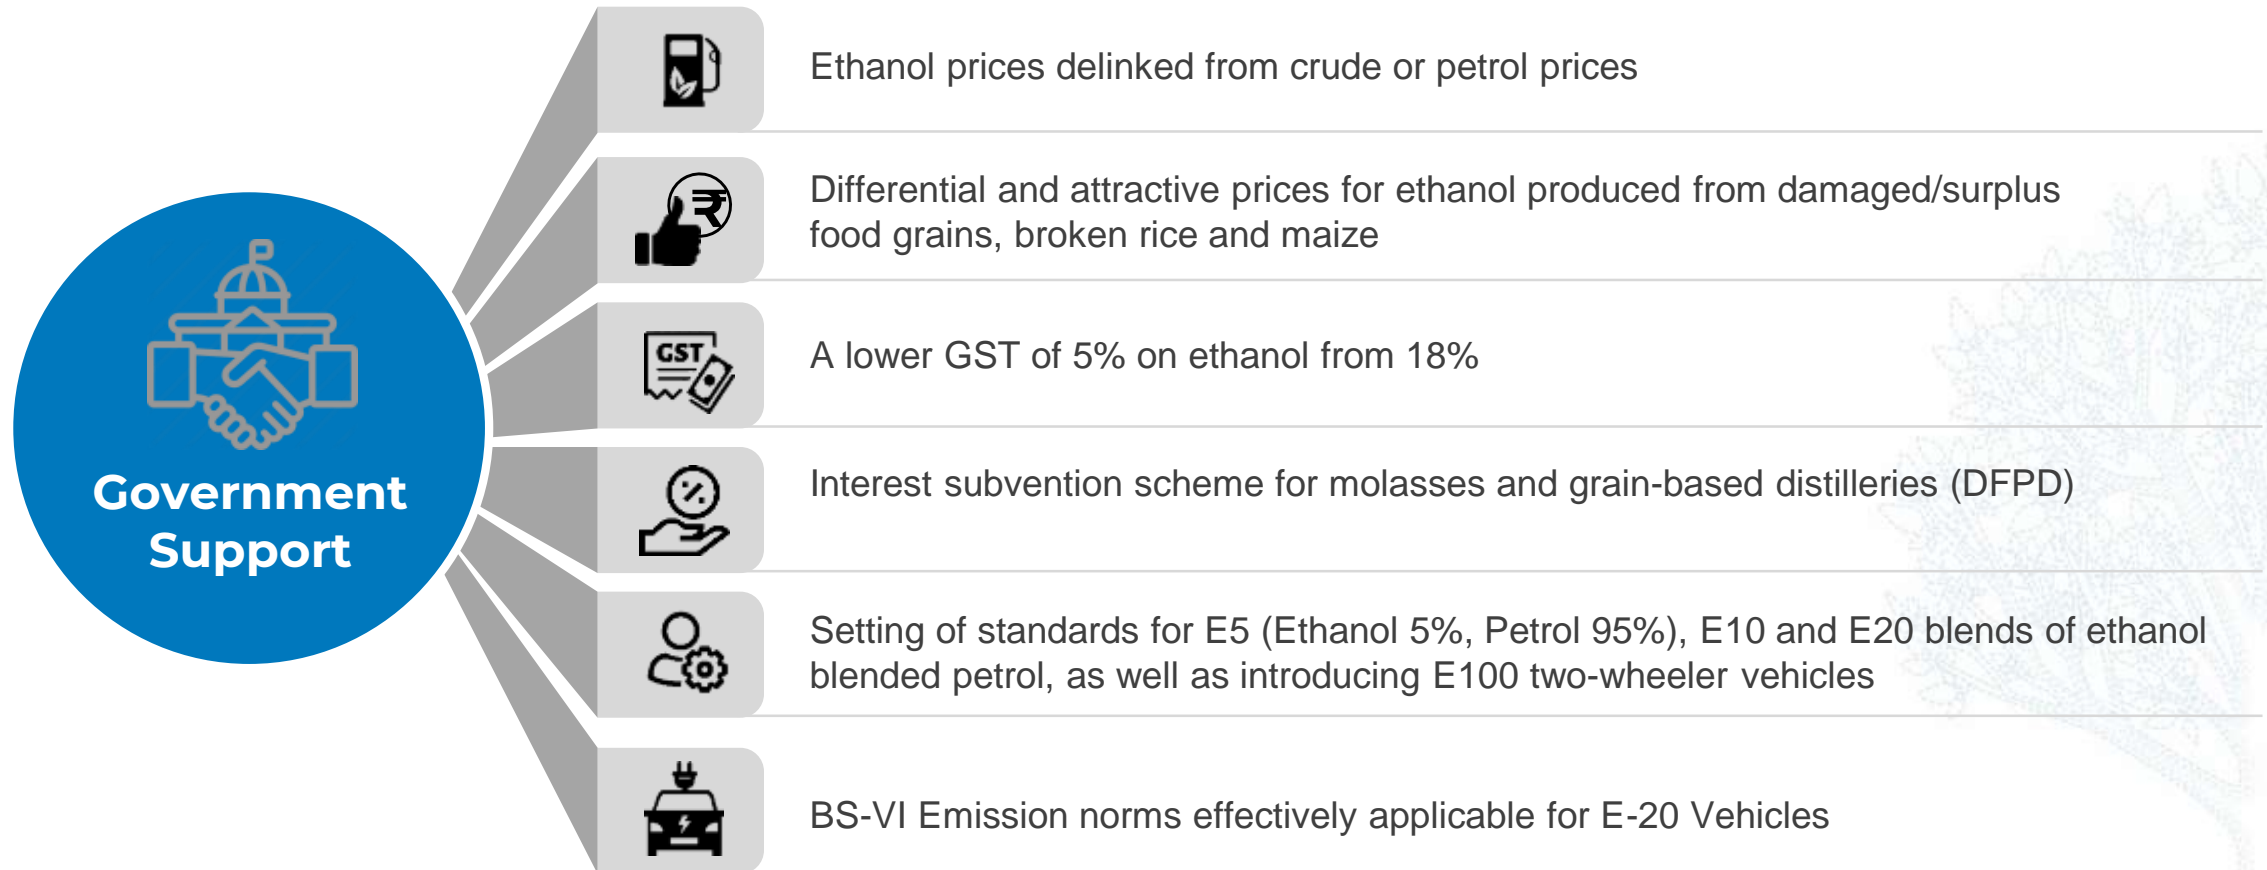 Government
Support
Ethanol prices delinked from crude or petrol prices
₹
Differential and attractive prices for ethanol produced from damaged/surplus
food grains, broken rice and maize
GST
A lower GST of 5% on ethanol from 18%
%
Interest subvention scheme for molasses and grain-based distilleries (DFPD)
Setting of standards for E5 (Ethanol 5%, Petrol 95%), E10 and E20 blends of ethanol
blended petrol, as well as introducing E100 two-wheeler vehicles
BS-VI Emission norms effectively applicable for E-20 Vehicles